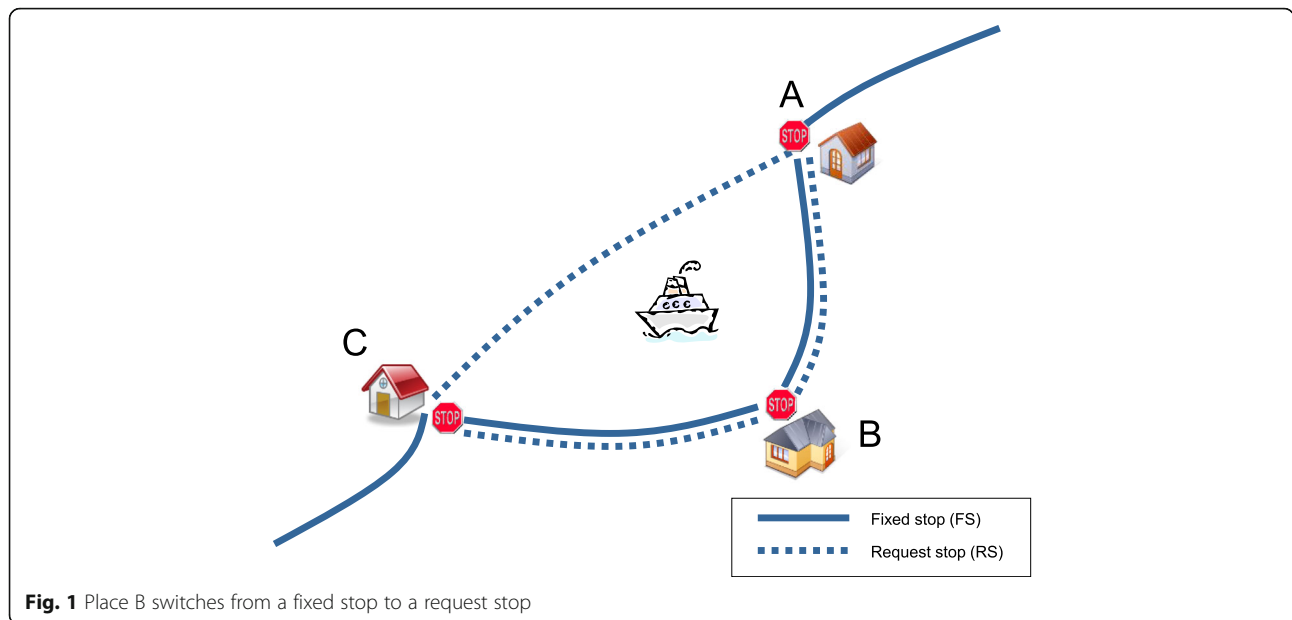 A
STOP
C
STOP
STOP
B
Fixed stop (FS)
Request stop (RS)
Fig. 1 Place B switches from a fixed stop to a request stop